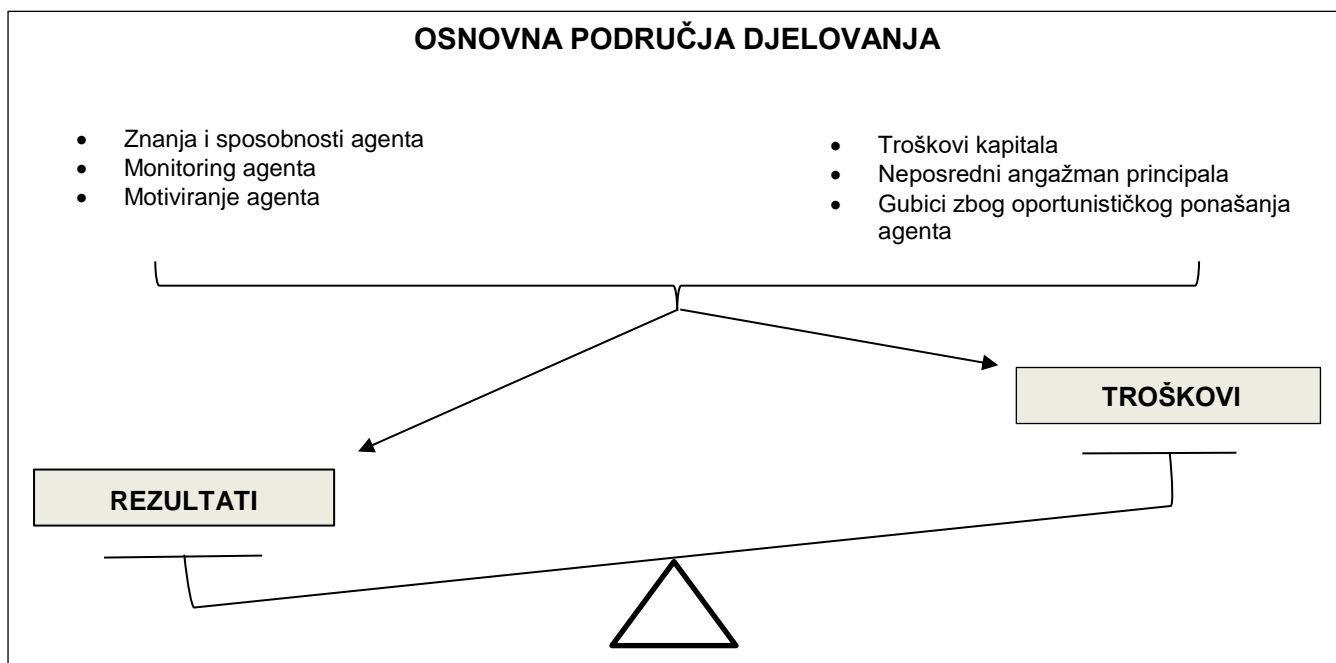 OSNOVNA PODRUČJA DJELOVANJA
• Znanja i sposobnosti agenta
• Monitoring agenta
• Motiviranje agenta
• Troškovi kapitala
• Neposredni angažman principala
• Gubici zbog oportunističkog ponašanja
agenta
TROŠKOVI
REZULTATI